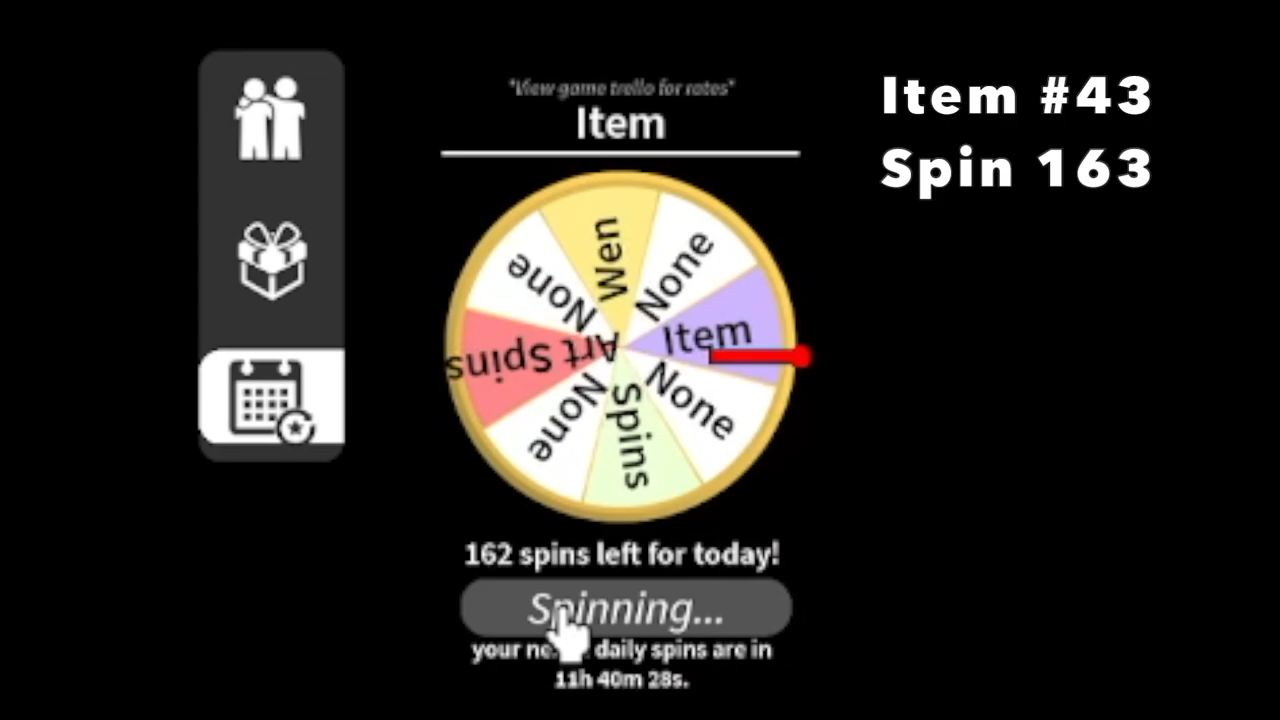 *View game trello for rates*
Item
Item #43
Spin 163
Wen
None
Item
None
Spins
None
Art Spins
None
162 spins left for today!
Spinning...
your daily spins are in
11h 40m 28s.